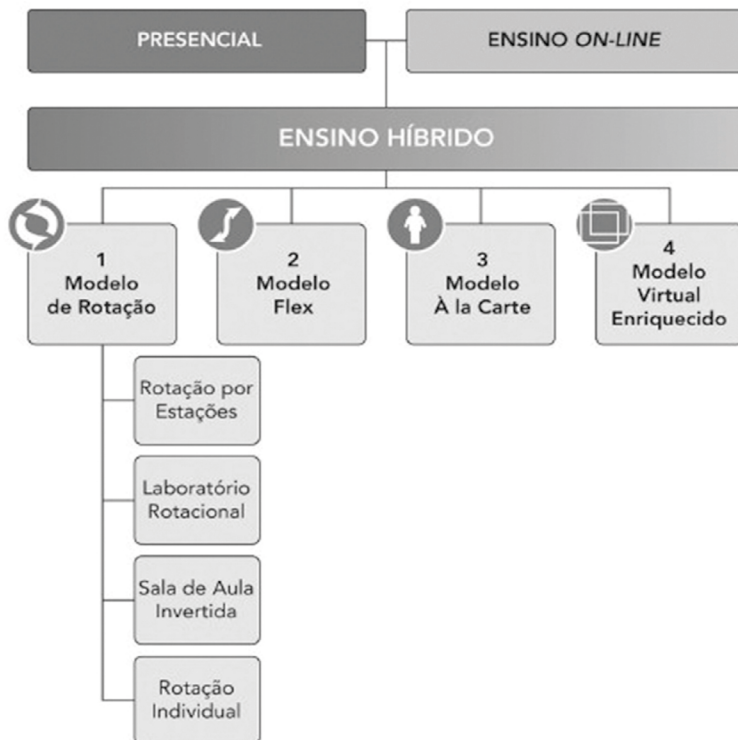 PRESENCIAL
ENSINO ON-LINE
ENSINO HÍBRIDO
1
Modelo
de Rotação
2
Modelo
Flex
3
Modelo
À la Carte
4
Modelo
Virtual
Enriquecido
Rotação por
Estações
Laboratório
Rotacional
Sala de Aula
Invertida
Rotação
Individual